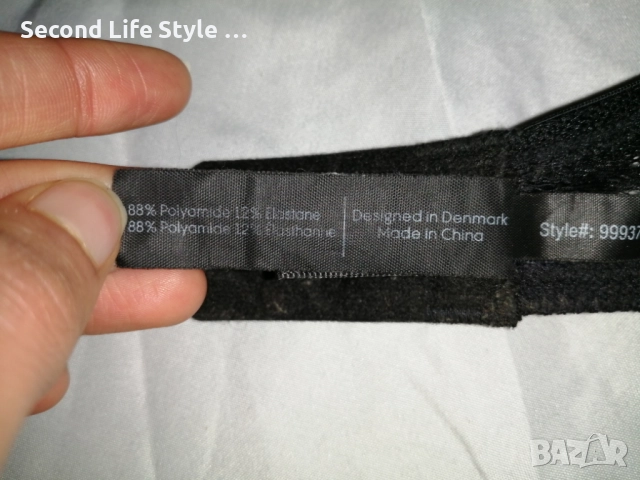 Second Life Style ...
88% Polyamide 12% Elastane
88% Polyamide 12% Elasthanne
Designed in Denmark
Made in China
Style#: 99937
BAZAR